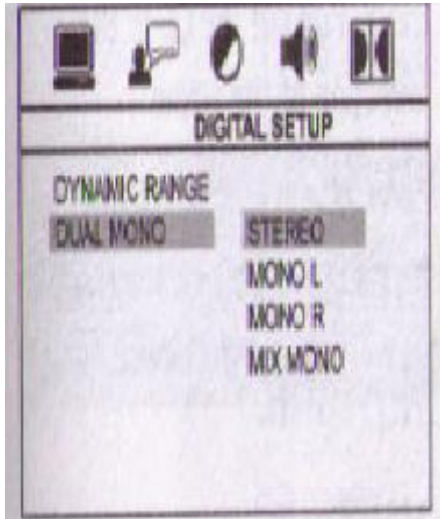 DIGITAL SETUP
DYNAMIC RANGE
DUAL MONO STEREO
MONO L
MONO R
MIX MONO